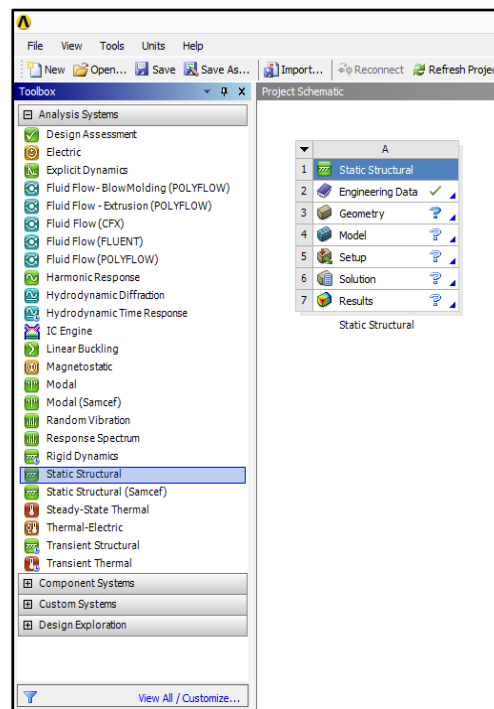 File View Tools Units Help
New Open... Save Save As... Import... Reconnect Refresh Projec
Toolbox
Project Schematic
Analysis Systems
Design Assessment
Electric
Explicit Dynamics
Fluid Flow- BlowMolding (POLYFLOW)
Fluid Flow - Extrusion (POLYFLOW)
Fluid Flow (CFX)
Fluid Flow (FLUENT)
Fluid Flow (POLYFLOW)
Harmonic Response
Hydrodynamic Diffraction
Hydrodynamic Time Response
IC Engine
Linear Buckling
Magnetostatic
Modal
Modal (Samcef)
Random Vibration
Response Spectrum
Rigid Dynamics
Static Structural
Static Structural (Samcef)
Steady-State Thermal
Thermal-Electric
Transient Structural
Transient Thermal
Component Systems
Custom Systems
Design Exploration
View All / Customize...
A
1 Static Structural
2 Engineering Data
3 Geometry ?
4 Model ?
5 Setup ?
6 Solution ?
7 Results ?
Static Structural